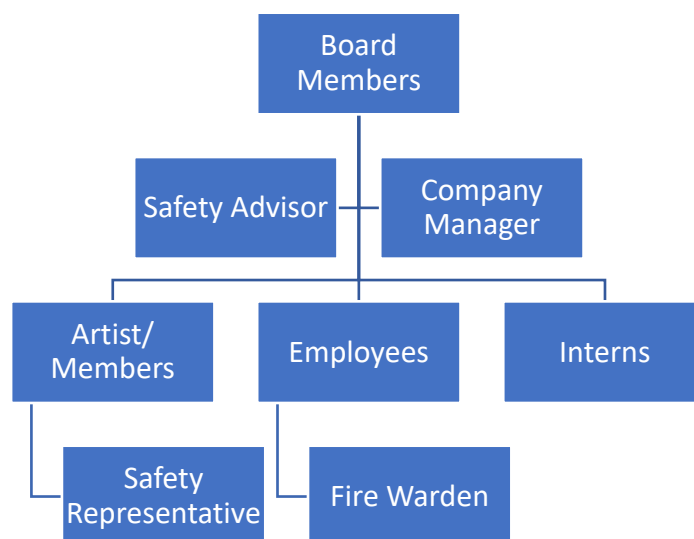 Board
Members
Safety Advisor
Company
Manager
Artist/
Members
Employees
Interns
Safety
Representative
Fire Warden